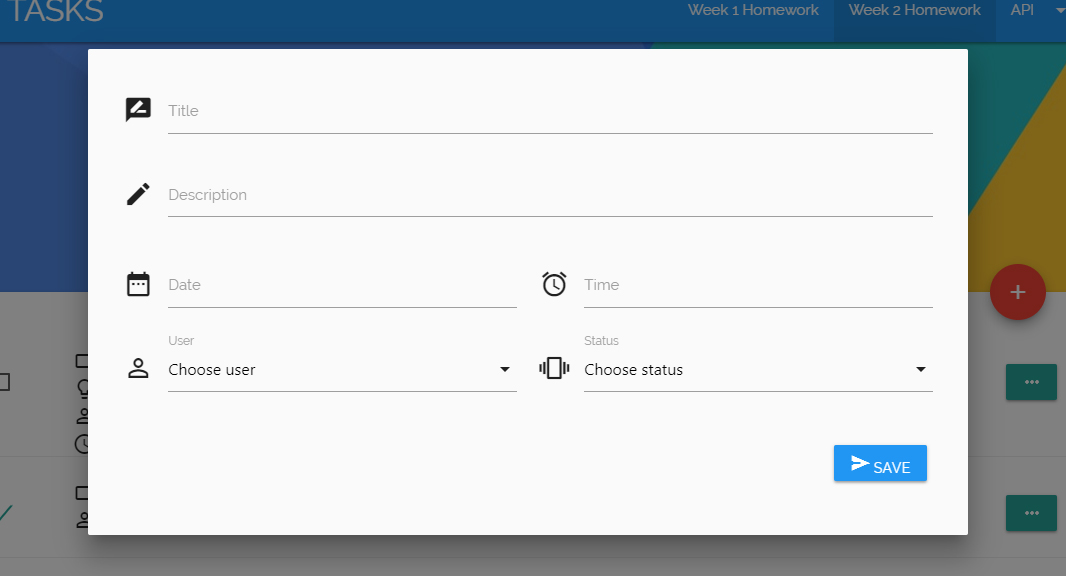 TASKS
Week 1 Homework
Week 2 Homework
API
Title
Description
Date
Time
User
Choose user
Status
Choose status
SAVE